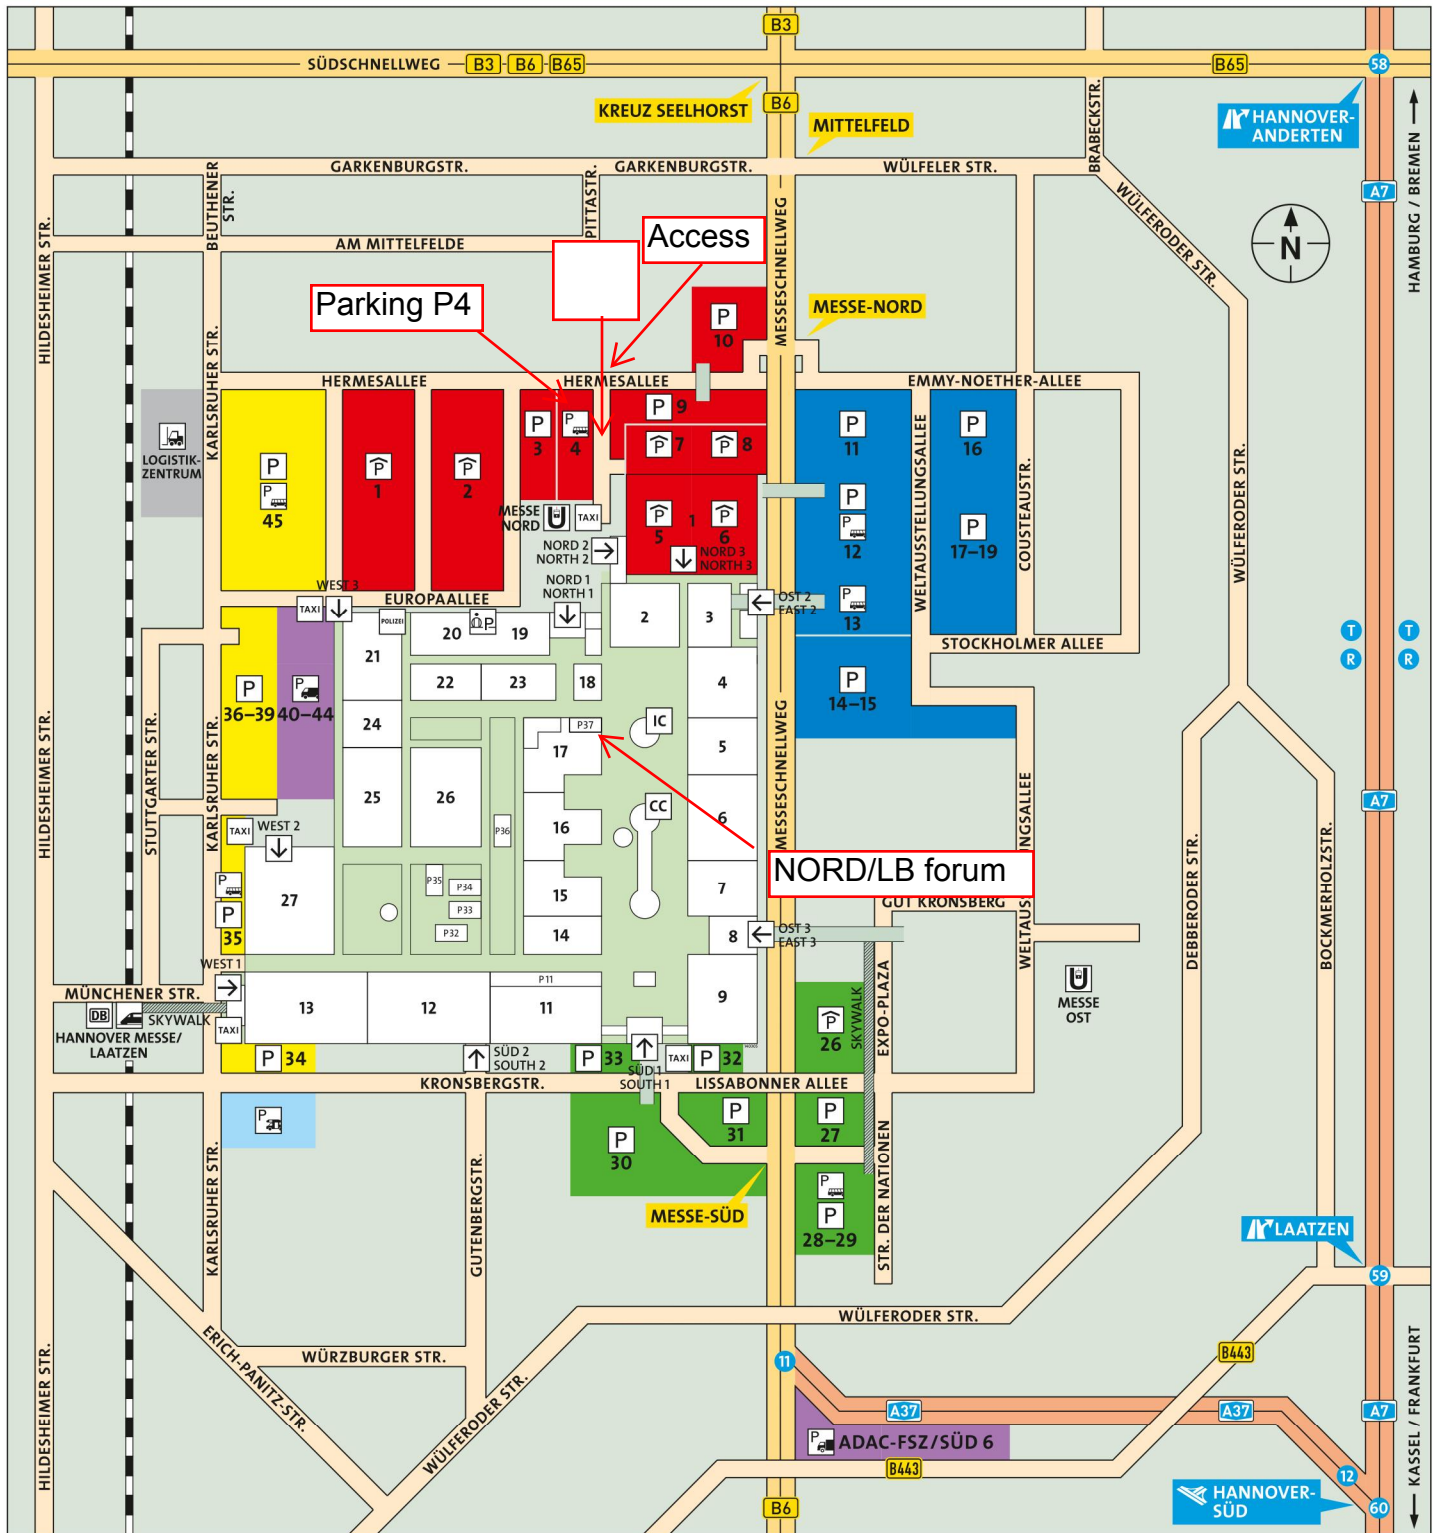 B3
SÜDSCHNELLWEG B3 B6 B65
B65
58
KREUZ SEELHORST
B6
MITTELFELD
HANNOVER-
ANDERTEN
HAMBURG / BREMEN
GARKENBURGSTR.
GARKENBURGSTR.
WÜLFELER STR.
BRABECKSTR.
BEUTHENER
STR.
PITTASTR.
WÜLFERODER STR.
A7
HILDESHEIMER STR.
AM MITTELFELDE
Access
MESSESCHNELLWEG
N
Parking P4
P
10
MESSE-NORD
KARLSRUHER STR.
HERMESALLEE
HERMESALLEE
EMMY-NOETHER-ALLEE
LOGISTIK-
ZENTRUM
P
P
45
P
1
P
2
P
3
P
4
P 9
P 7
P 8
P
11
P
16
WELTAUSSTELLUNGSALLEE
COUSTEAUSTR.
WÜLFERODER STR.
MESSE
NORD
U
TAXI
P
5
1
P
6
P
P
12
P
17–19
NORD 2
NORTH 2
NORD 3
NORTH 3
NORD 1
NORTH 1
WEST 3
EUROPAALLEE
TAXI
POLIZEI
20
P
19
2
3
OST 2
EAST 2
P
13
STOCKHOLMER ALLEE
T
T
R
R
21
22
23
18
4
P
14–15
P
36–39
P
40–44
STUTTGARTER STR.
KARLSRUHER STR.
HILDESHEIMER STR.
24
P37
IC
17
5
MESSESCHNELLWEG
25
26
P36
16
CC
6
A7
TAXI
WEST 2
WELTAUSSTELLUNGSALLEE
DEBBERODER STR.
BOCKMERHOLZSTR.
NORD/LB forum
P
P
35
27
P35
P34
P33
P32
15
14
7
8
OST 3
EAST 3
GUT KRONSBERG
WEST 1
MÜNCHENER STR.
DB
SKYWALK
HANNOVER MESSE/
LAATZEN
TAXI
13
12
P11
11
9
P
26
SKYWALK
EXPO-PLAZA
U
MESSE
OST
P 34
SÜD 2
SOUTH 2
P 33
SÜD 1
SOUTH 1
TAXI
P 32
KRONSBERGSTR.
LISSABONNER ALLEE
P
P
30
P
31
P
27
KARLSRUHER STR.
GUTENBERGSTR.
MESSE-SÜD
P
P
28–29
STR. DER NATIONEN
LAATZEN
59
WÜLFERODER STR.
ERICH-PANITZ-STR.
WÜRZBURGER STR.
11
B443
HILDESHEIMER STR.
WÜLFERODER STR.
A37
A37
A7
KASSEL / FRANKFURT
P
ADAC-FSZ/SÜD 6
B443
12
B6
HANNOVER-
SÜD
60